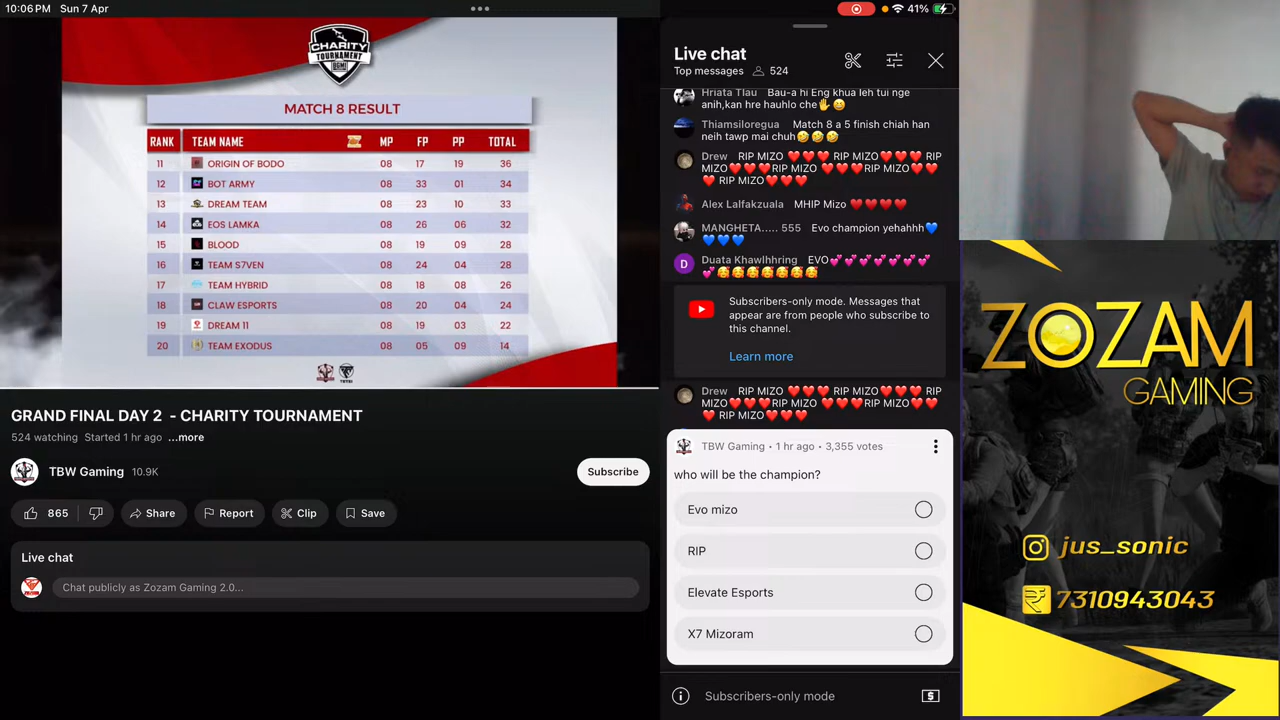 10:06 PM Sun 7 Apr
41%
CHARITY
TOURNAMENT
BGMI
MATCH 8 RESULT
RANK TEAM NAME MP FP PP TOTAL
11 ORIGIN OF BODO 08 17 19 36
12 BOT ARMY 08 33 01 34
13 DREAM TEAM 08 23 10 33
14 EOS LAMKA 08 26 06 32
15 BLOOD 08 19 09 28
16 TEAM S7VEN 08 24 04 28
17 TEAM HYBRID 08 18 08 26
18 CLAW ESPORTS 08 20 04 24
19 DREAM 11 08 19 03 22
20 TEAM EXODUS 08 05 09 14
GRAND FINAL DAY 2 - CHARITY TOURNAMENT
524 watching Started 1 hr ago ...more
TBW Gaming 10.9K
Subscribe
865
Share
Report
Clip
Save
Live chat
Chat publicly as Zozam Gaming 2.0...
Live chat
Top messages 524
Hriata Tlau Bau-a hi Eng khua leh tui nge
anih,kan hre hauhlo che✋😄
Thiamsiloregua Match 8 a 5 finish chiah han
neih tawp mai chuh🤣🤣🤣
Drew RIP MIZO ❤️❤️❤️ RIP MIZO❤️❤️❤️ RIP
MIZO❤️❤️❤️RIP MIZO❤️❤️❤️ RIP MIZO❤️❤️
❤️ RIP MIZO❤️❤️❤️
Alex Lalfakzuala MHIP Mizo ❤️❤️❤️❤️
MANGHETA..... 555 Evo champion yehahhh💙
💙💙💙
D
Duata Khawlhhring EVO💕💕💕💕💕💕💕
💕🥰🥰🥰🥰🥰🥰🥰🥰
Subscribers-only mode. Messages that
appear are from people who subscribe to
this channel.
Learn more
Drew RIP MIZO ❤️❤️❤️ RIP MIZO❤️❤️❤️ RIP
MIZO❤️❤️❤️RIP MIZO❤️❤️❤️ RIP MIZO❤️❤️
❤️ RIP MIZO❤️❤️❤️
TBW Gaming • 1 hr ago • 3,355 votes
who will be the champion?
Evo mizo
RIP
Elevate Esports
X7 Mizoram
Subscribers-only mode
ZOZAM
GAMING
jus_sonic
7310943043